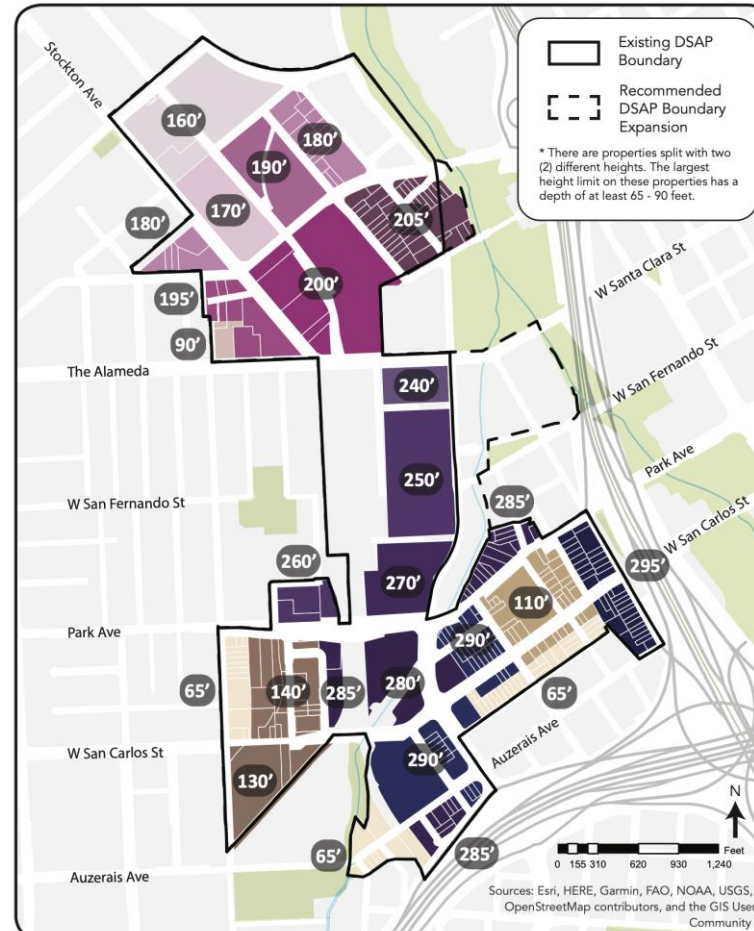 Existing DSAP
Boundary
Recommended
DSAP Boundary
Expansion
* There are properties split with two
(2) different heights. The largest
height limit on these properties has a
depth of at least 65 - 90 feet.
Stockton Ave
160'
180'
190'
170'
205'
180'
200'
195'
90'
W Santa Clara St
The Alameda
240'
W San Fernando St
Park Ave
250'
W San Fernando St
285'
W San Carlos St
260'
270'
295'
110'
Park Ave
290'
65'
140'
285'
280'
65'
Auzerais Ave
W San Carlos St
290'
130'
N
65'
285'
Feet
0 155 310 620 930 1,240
Auzerais Ave
Sources: Esri, HERE, Garmin, FAO, NOAA, USGS,
OpenStreetMap contributors, and the GIS User
Community